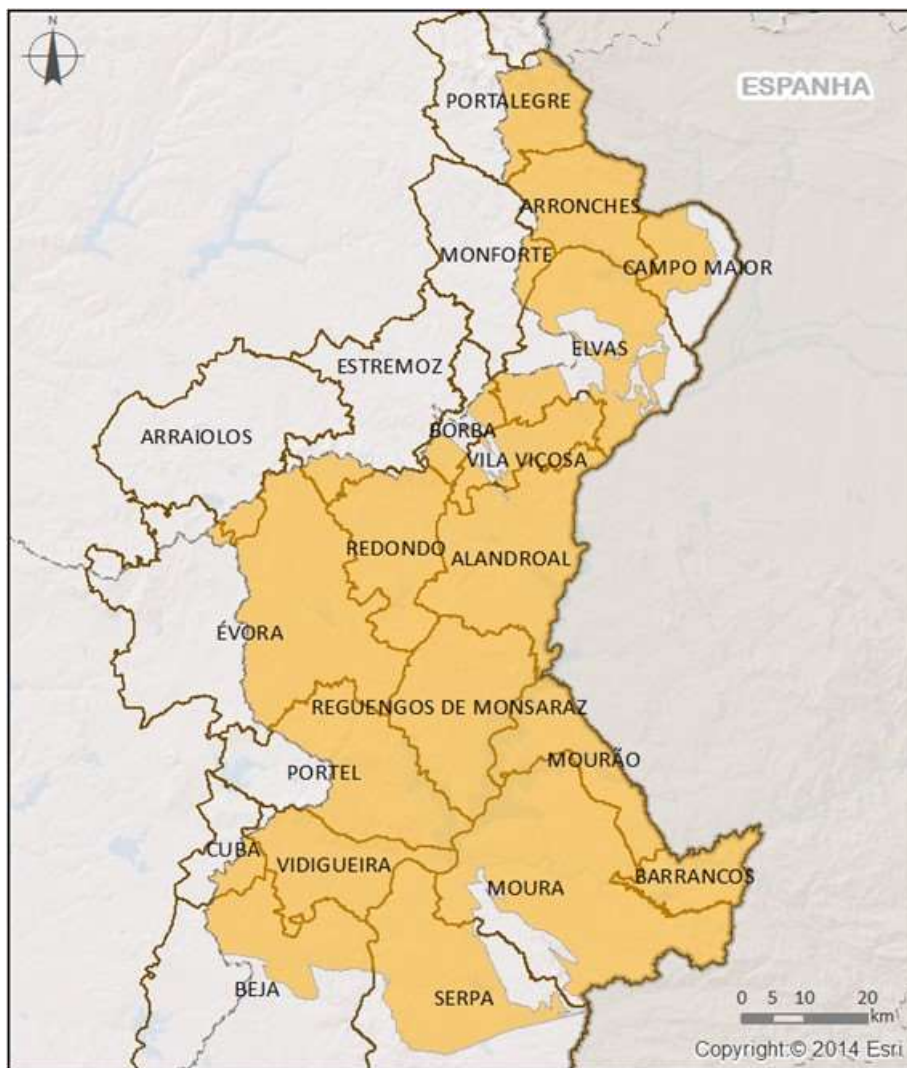 N
ESPANHA
PORTALEGRE
ARRONCHES
MONFORTE
CAMPO MAIOR
ELVAS
ESTREMOZ
BORBA
ARRAIOLOS
VILA VIÇOSA
REDONDO
ALANDROAL
ÉVORA
REGUENGOS DE MONSARAZ
MOURÃO
PORTEL
CUBA
VIDIGUEIRA
BARRANCOS
MOURA
BEJA
SERPA
0 5 10 20
km
Copyright:© 2014 Esri